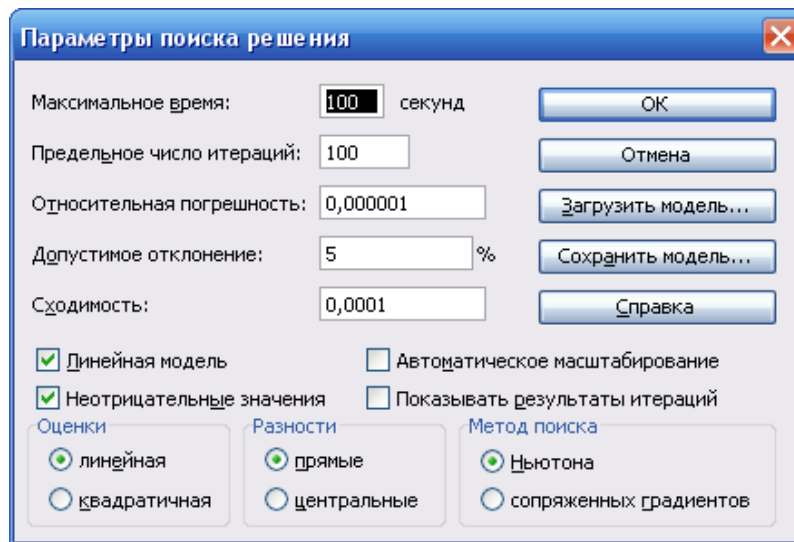 Параметры поиска решения
Максимальное время: 100 секунд ОК
Предельное число итераций: 100 Отмена
Относительная погрешность: 0,000001 Загрузить модель...
Допустимое отклонение: 5 % Сохранить модель...
Сходимость: 0,0001 Справка
Линейная модель Автоматическое масштабирование
Неотрицательные значения Показывать результаты итераций
Оценки Разности Метод поиска
линейная прямые Ньютона
квадратичная центральные сопряженных градиентов